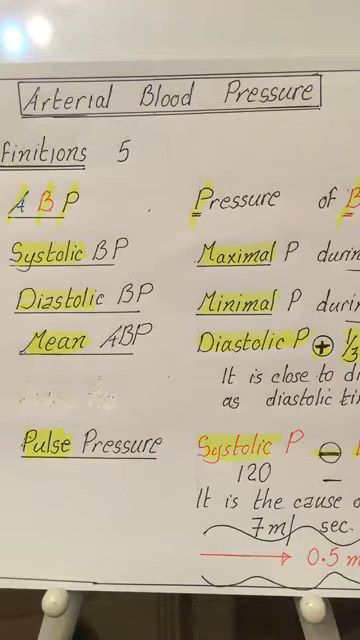 Arterial Blood Pressure
finitions 5
ABP Pressure of B
Systolic BP Maximal P durin
Diastolic BP Minimal P durin
Mean ABP Diastolic P + 1/3
It is close to di
as diastolic ti
Pulse Pressure Systolic P -
120 -
It is the cause o
7m/ sec.
0.5 m